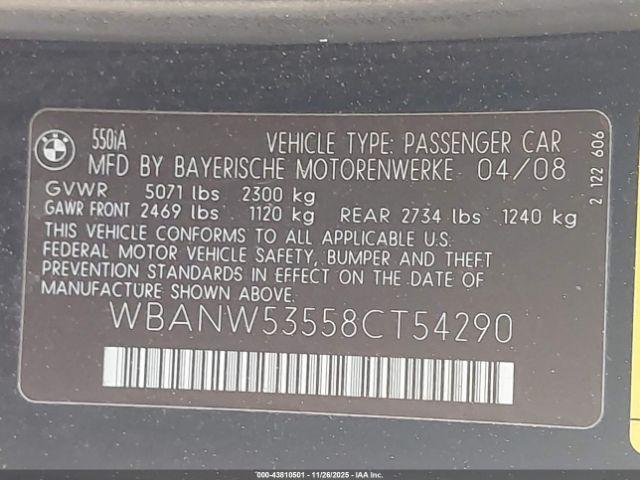 BMW
550iA
VEHICLE TYPE: PASSENGER CAR
MFD BY BAYERISCHE MOTORENWERKE 04/08
GVWR 5071 lbs 2300 kg
GAWR FRONT 2469 lbs 1120 kg REAR 2734 lbs 1240 kg
THIS VEHICLE CONFORMS TO ALL APPLICABLE U.S.
FEDERAL MOTOR VEHICLE SAFETY, BUMPER AND THEFT
PREVENTION STANDARDS IN EFFECT ON THE DATE OF
MANUFACTURE SHOWN ABOVE.
WBANW53558CT54290
2 122 606
000-43810501 - 11/26/2025 - IAA Inc.